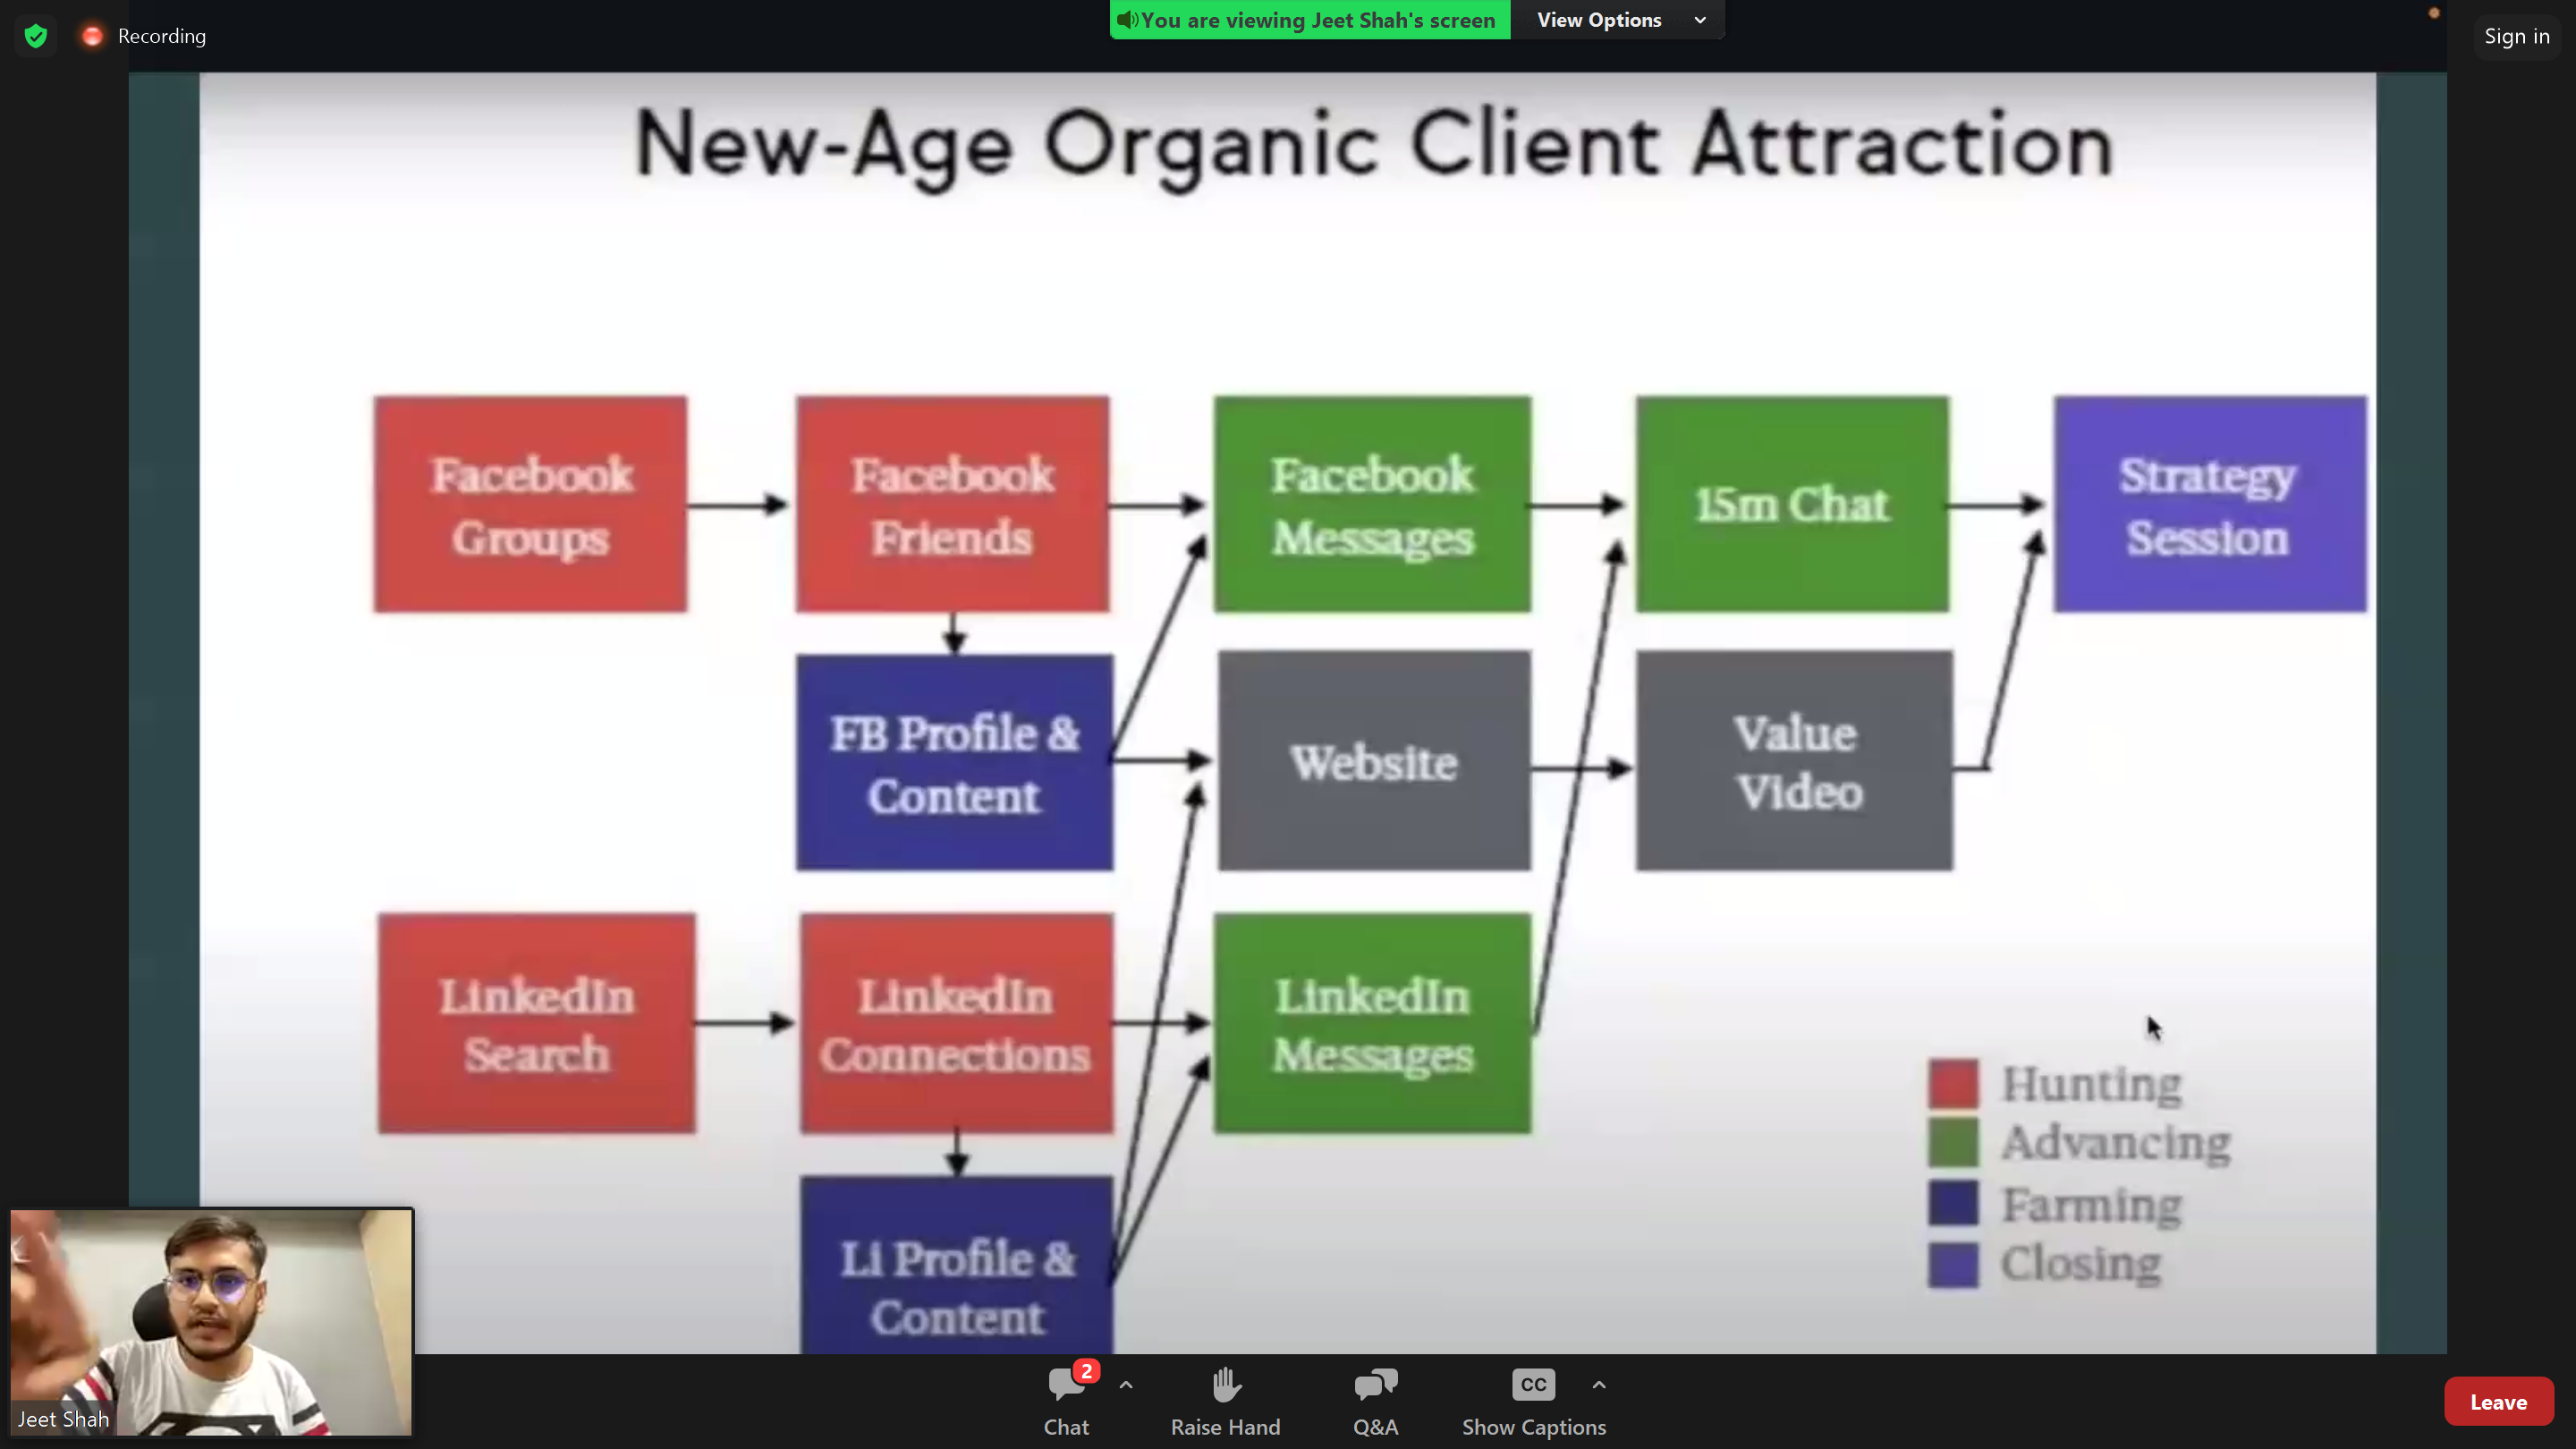 Recording
You are viewing Jeet Shah's screen
View Options
Sign in
New-Age Organic Client Attraction
Facebook
Groups
Facebook
Friends
Facebook
Messages
15m Chat
Strategy
Session
FB Profile &
Content
Website
Value
Video
LinkedIn
Search
LinkedIn
Connections
LinkedIn
Messages
Li Profile &
Content
Hunting
Advancing
Farming
Closing
Jeet Shah
2
Chat
Raise Hand
Q&A
CC
Show Captions
Leave